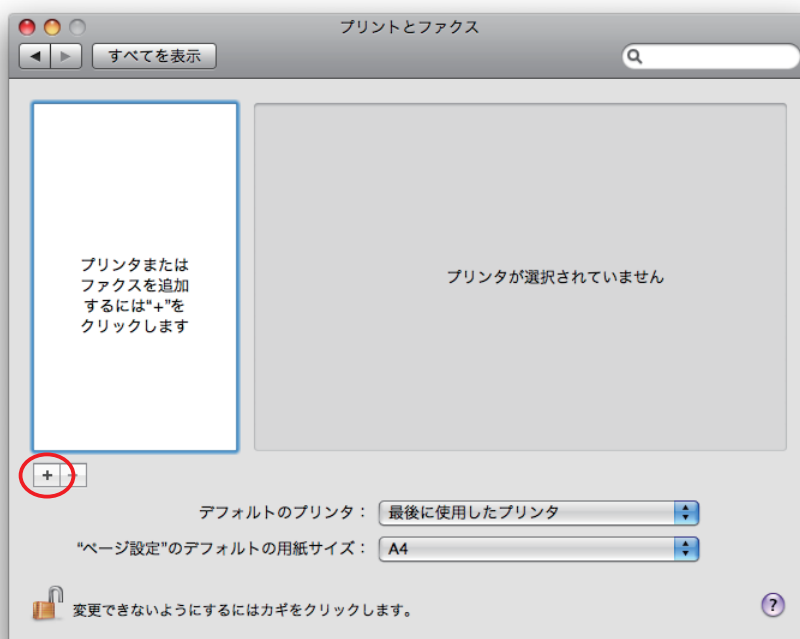 プリントとファクス
すべてを表示
プリンタまたは
ファクスを追加
するには“+”を
クリックします
プリンタが選択されていません
+ −
デフォルトのプリンタ： 最後に使用したプリンタ
“ページ設定”のデフォルトの用紙サイズ： A4
変更できないようにするにはカギをクリックします。 ?